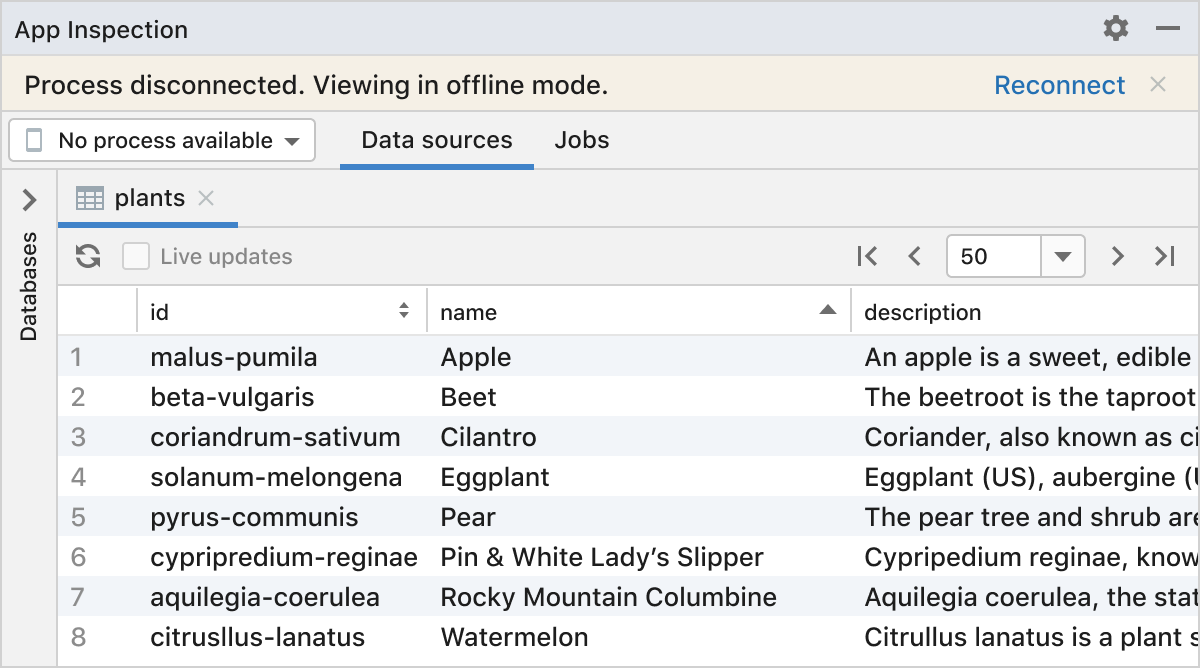 App Inspection
Process disconnected. Viewing in offline mode. Reconnect
No process available Data sources Jobs
Databases
plants
Live updates 50
id name description
1 malus-pumila Apple An apple is a sweet, edible
2 beta-vulgaris Beet The beetroot is the taproot
3 coriandrum-sativum Cilantro Coriander, also known as ci
4 solanum-melongena Eggplant Eggplant (US), aubergine (U
5 pyrus-communis Pear The pear tree and shrub are
6 cypripredium-reginae Pin & White Lady’s Slipper Cypripedium reginae, know
7 aquilegia-coerulea Rocky Mountain Columbine Aquilegia coerulea, the stat
8 citrusllus-lanatus Watermelon Citrullus lanatus is a plant s